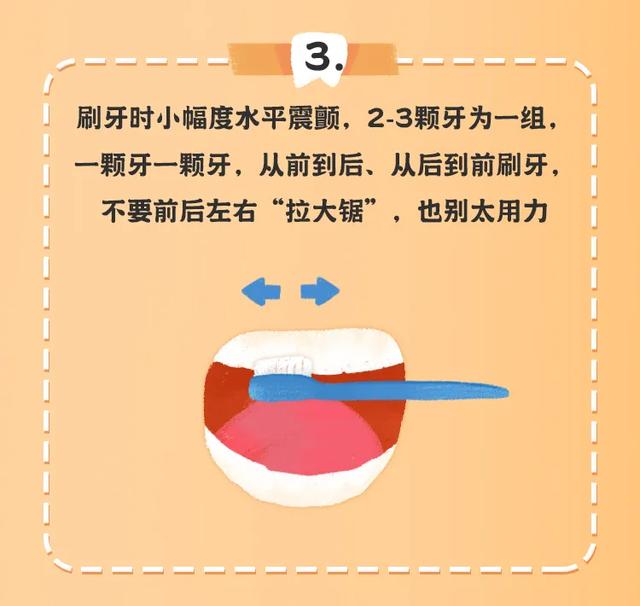 3.
刷牙时小幅度水平震颤，2-3颗牙为一组，
一颗牙一颗牙，从前到后、从后到前刷牙，
不要前后左右“拉大锯”，也别太用力